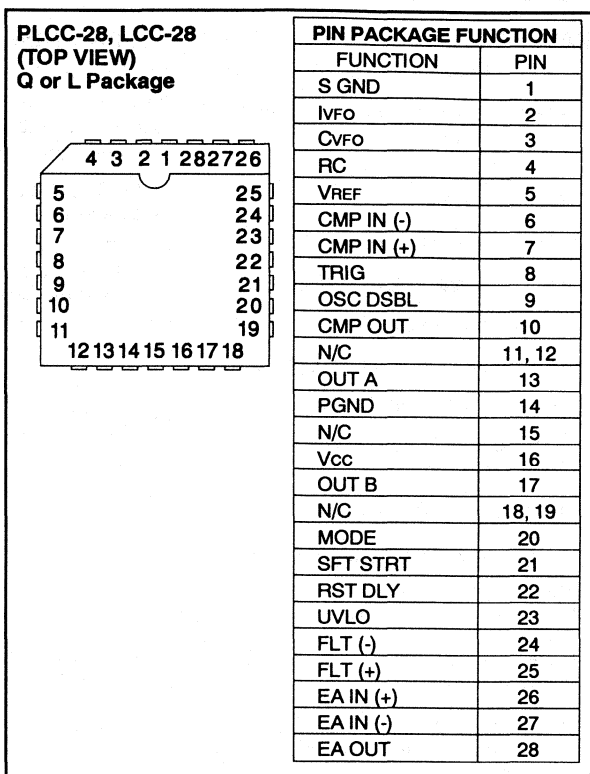 PLCC-28, LCC-28
(TOP VIEW)
Q or L Package
4 3 2 1 28 27 26
5 25
6 24
7 23
8 22
9 21
10 20
11 19
12 13 14 15 16 17 18
PIN PACKAGE FUNCTION
FUNCTION PIN
S GND 1
IVFO 2
CVFO 3
RC 4
VREF 5
CMP IN (-) 6
CMP IN (+) 7
TRIG 8
OSC DSBL 9
CMP OUT 10
N/C 11, 12
OUT A 13
PGND 14
N/C 15
Vcc 16
OUT B 17
N/C 18, 19
MODE 20
SFT STRT 21
RST DLY 22
UVLO 23
FLT (-) 24
FLT (+) 25
EA IN (+) 26
EA IN (-) 27
EA OUT 28